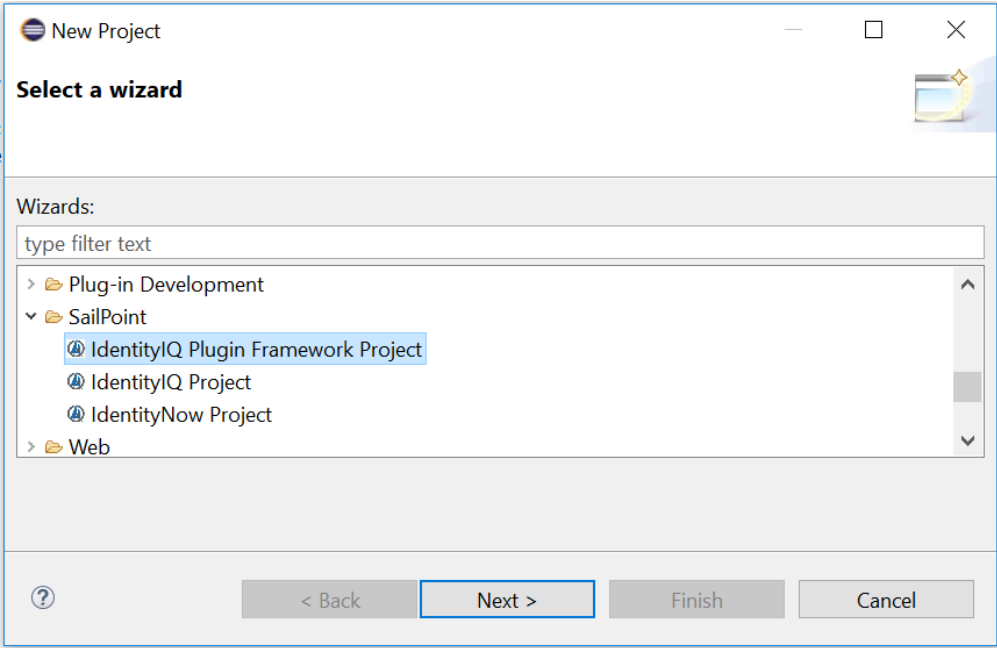 New Project
Select a wizard
Wizards:
type filter text
Plug-in Development
SailPoint
IdentityIQ Plugin Framework Project
IdentityIQ Project
IdentityNow Project
Web
?
< Back
Next >
Finish
Cancel